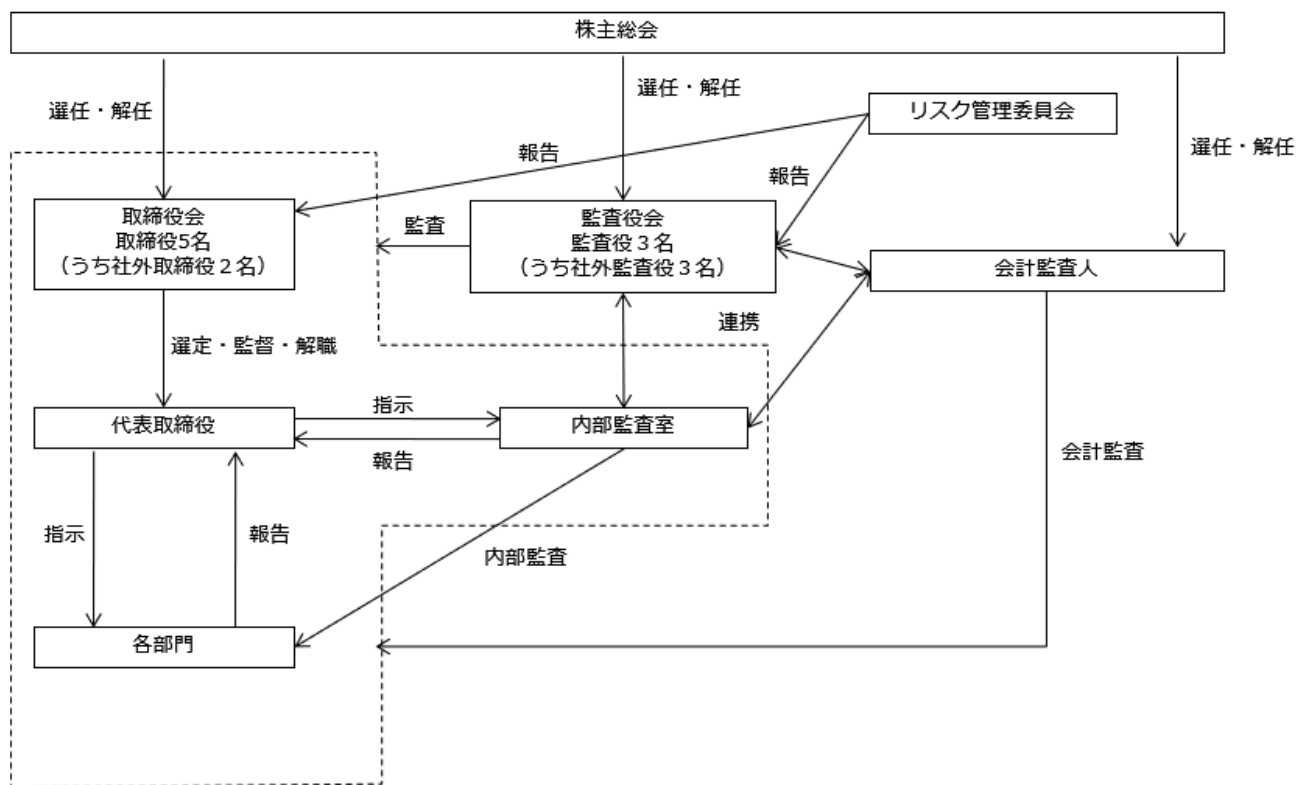 株主総会
選任・解任
選任・解任
リスク管理委員会
選任・解任
報告
報告
取締役会
取締役5名
（うち社外取締役２名）
監査
監査役会
監査役３名
（うち社外監査役３名）
会計監査人
選定・監督・解職
連携
代表取締役
指示
報告
内部監査室
会計監査
指示
報告
内部監査
各部門